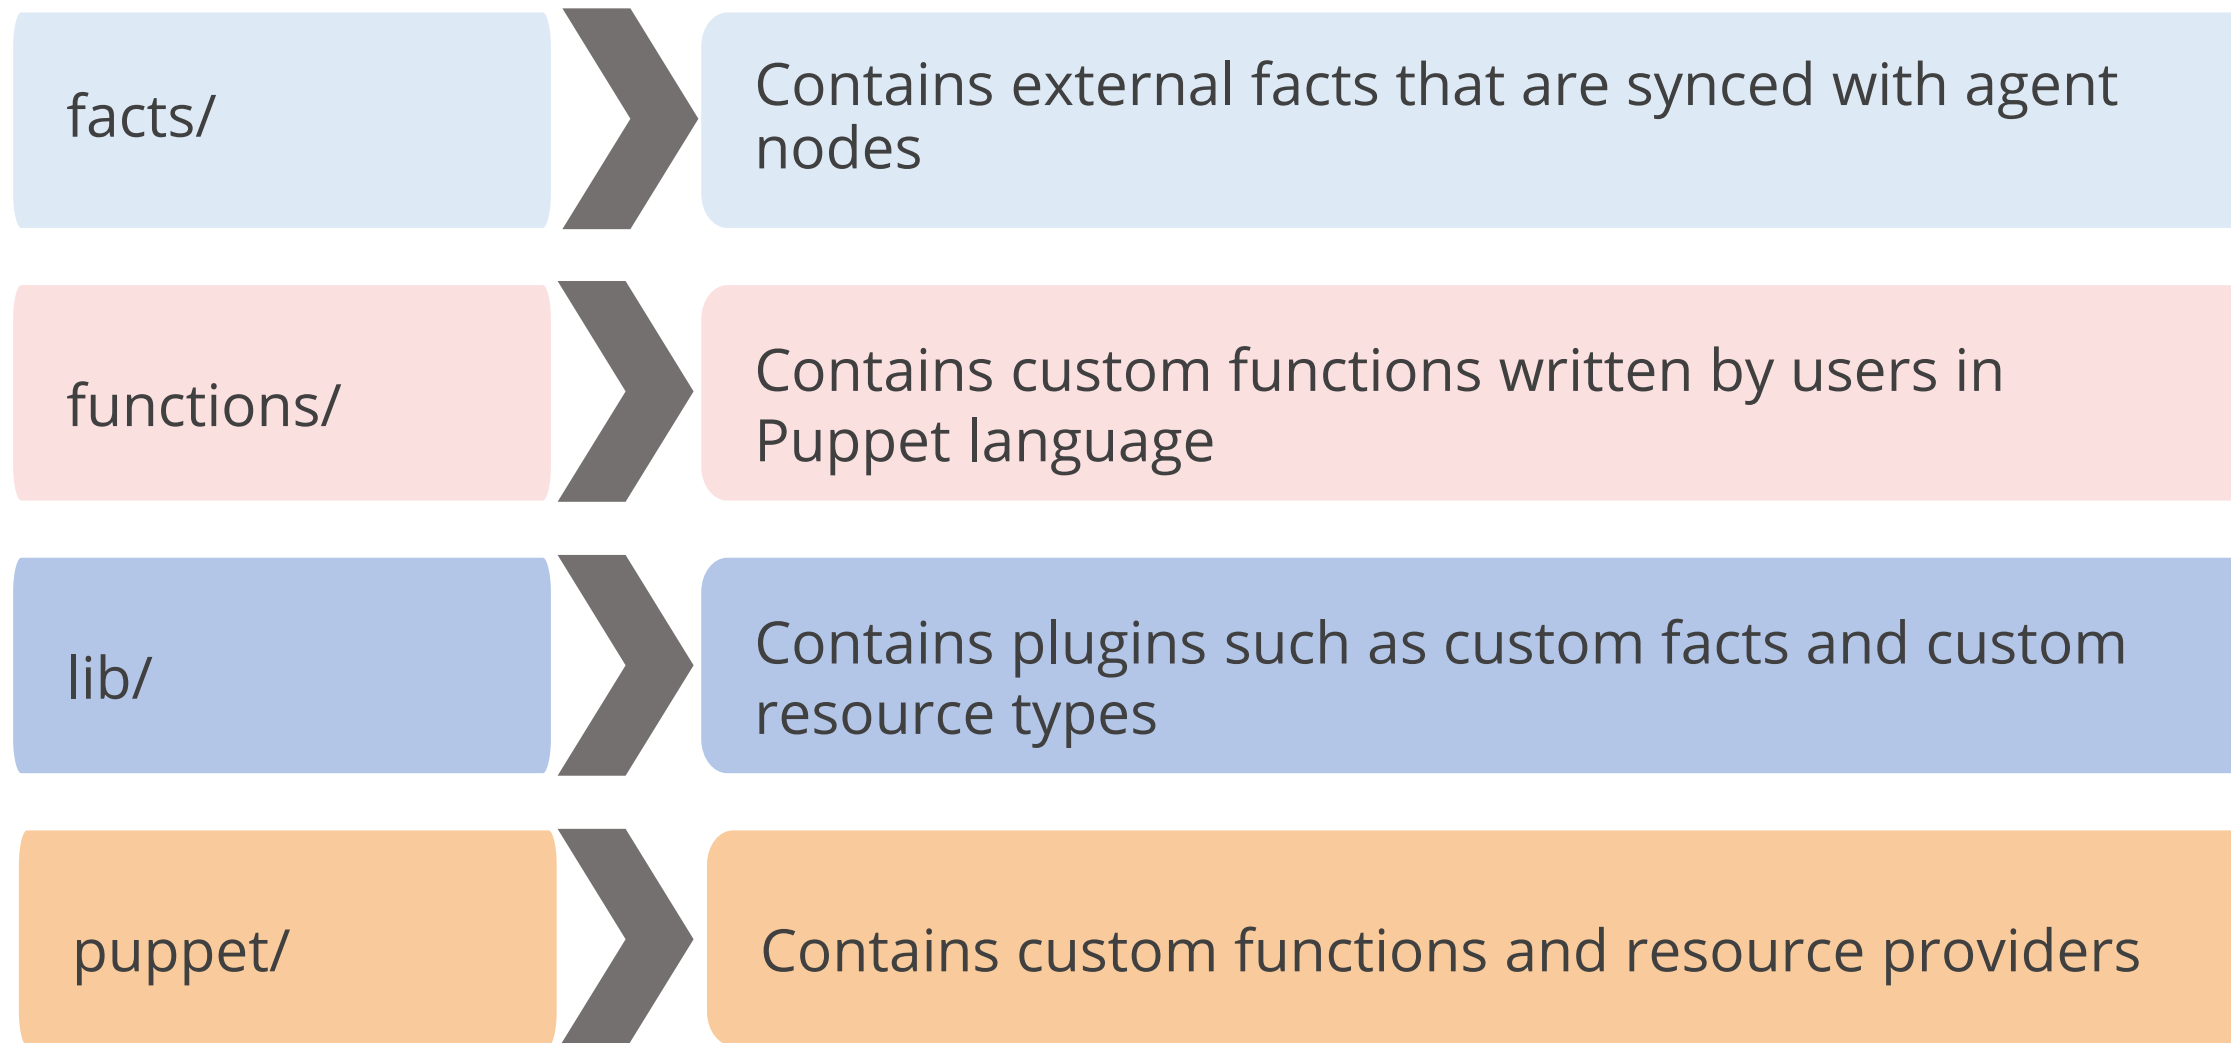 facts/
Contains external facts that are synced with agent
nodes
functions/
Contains custom functions written by users in
Puppet language
lib/
Contains plugins such as custom facts and custom
resource types
puppet/
Contains custom functions and resource providers